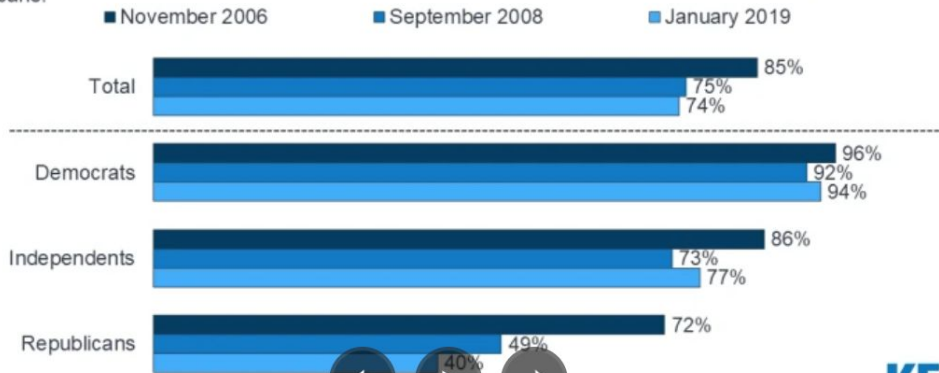 November 2006 September 2008 January 2019
85%
Total 75%
74%
96%
Democrats 92%
94%
86%
Independents 73%
77%
72%
Republicans 49%
40%